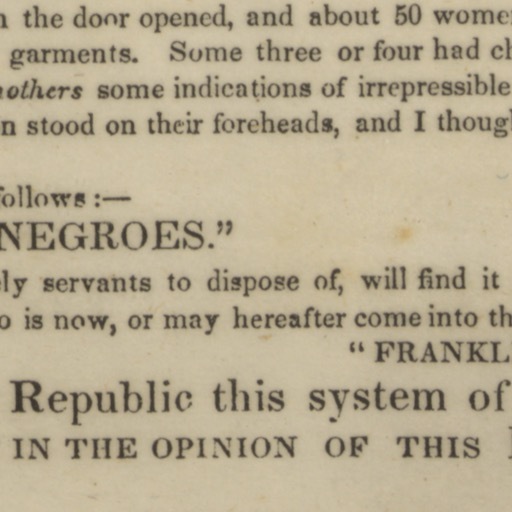 the door opened, and about 50 wome
garments. Some three or four had ch
others some indications of irrepressible
n stood on their foreheads, and I thoug
follows:—
NEGROES."
ly servants to dispose of, will find it
o is now, or may hereafter come into th
"FRANKL
Republic this system of
IN THE OPINION OF THIS